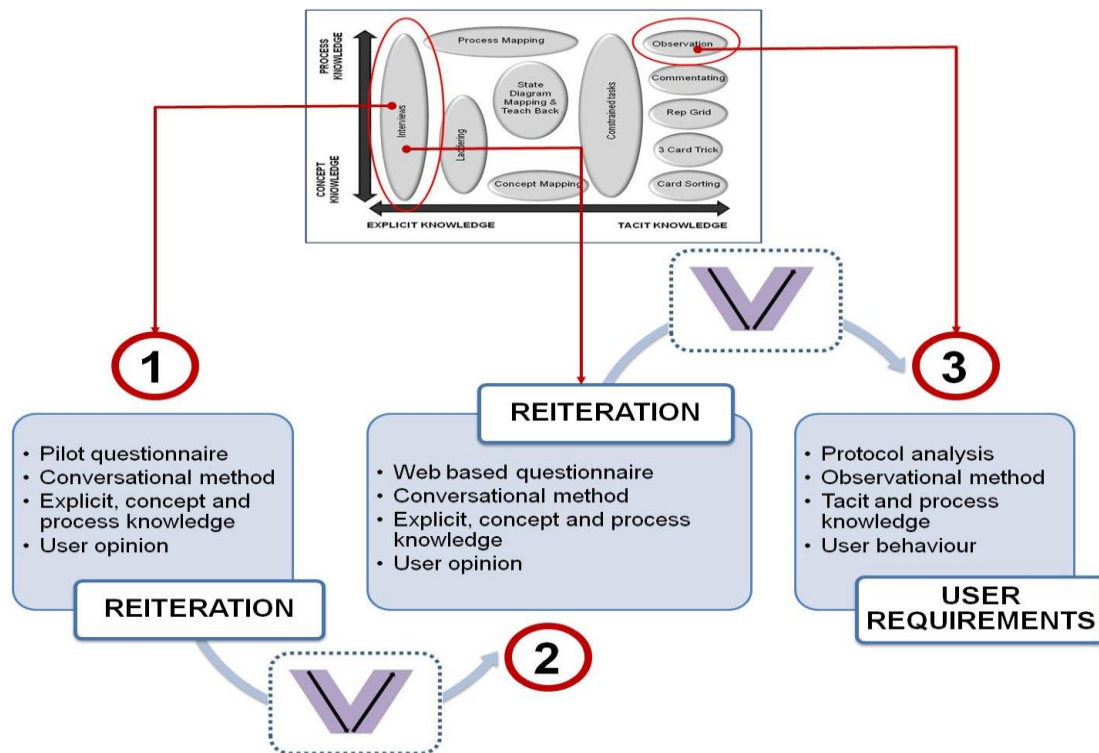 Process Mapping
Observation
PROCESS
KNOWLEDGE
Commentating
State
Diagram
Mapping &
Teach Back
Interviews
Laddering
Constrained tasks
Rep Grid
3 Card Trick
CONCEPT
KNOWLEDGE
Concept Mapping
Card Sorting
EXPLICIT KNOWLEDGE
TACIT KNOWLEDGE
1
• Pilot questionnaire
• Conversational method
• Explicit, concept and
process knowledge
• User opinion
REITERATION
2
REITERATION
• Web based questionnaire
• Conversational method
• Explicit, concept and process
knowledge
• User opinion
3
• Protocol analysis
• Observational method
• Tacit and process
knowledge
• User behaviour
USER
REQUIREMENTS